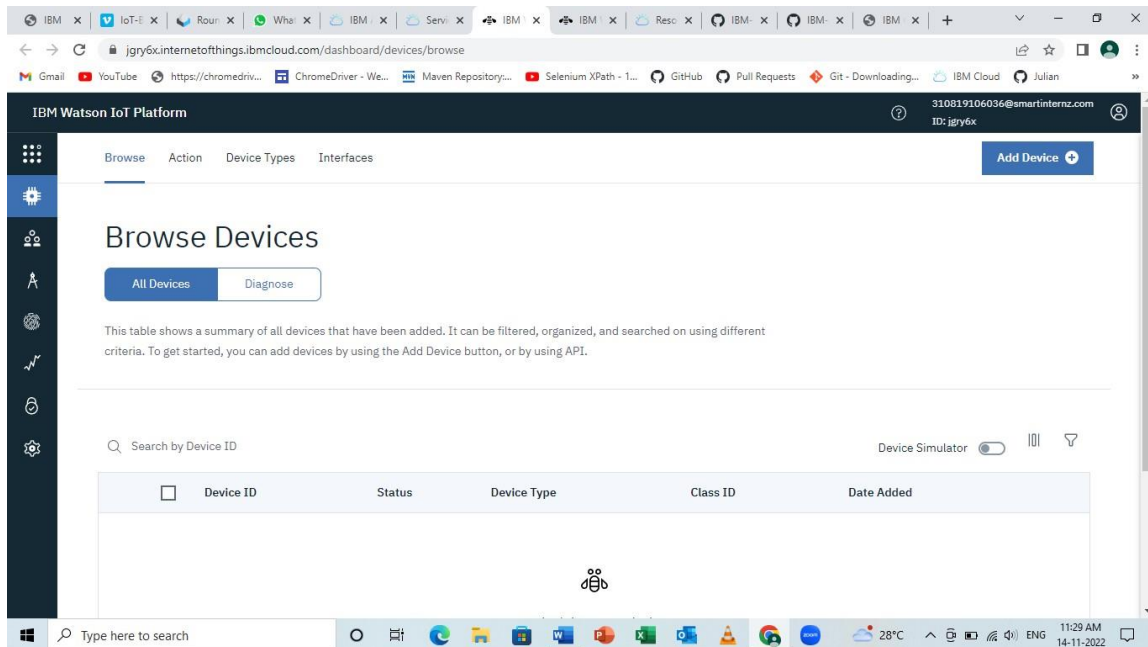 IBM
IoT-E
Roun
What
IBM
Servi
IBM
IBM
Reso
IBM-
IBM-
IBM
jgry6x.internetofthings.ibmcloud.com/dashboard/devices/browse
Gmail YouTube https://chromedriv... ChromeDriver - We... Maven Repository:... Selenium XPath - 1... GitHub Pull Requests Git - Downloading... IBM Cloud Julian »
IBM Watson IoT Platform
310819106036@smartinternz.com
ID: jgry6x
Browse Action Device Types Interfaces
Add Device
Browse Devices
All Devices Diagnose
This table shows a summary of all devices that have been added. It can be filtered, organized, and searched on using different
criteria. To get started, you can add devices by using the Add Device button, or by using API.
Search by Device ID
Device Simulator
Device ID Status Device Type Class ID Date Added
Type here to search
zoom
28°C
ENG
11:29 AM
14-11-2022